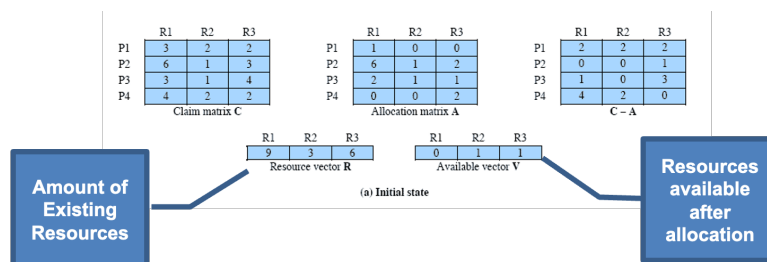 R1 R2 R3 R1 R2 R3 R1 R2 R3
P1 3 2 2 P1 1 0 0 P1 2 2 2
P2 6 1 3 P2 6 1 2 P2 0 0 1
P3 3 1 4 P3 2 1 1 P3 1 0 3
P4 4 2 2 P4 0 0 2 P4 4 2 0
Claim matrix C Allocation matrix A C – A
R1 R2 R3 R1 R2 R3
9 3 6 0 1 1
Resource vector R Available vector V
(a) Initial state
Amount of
Existing
Resources
Resources
available
after
allocation